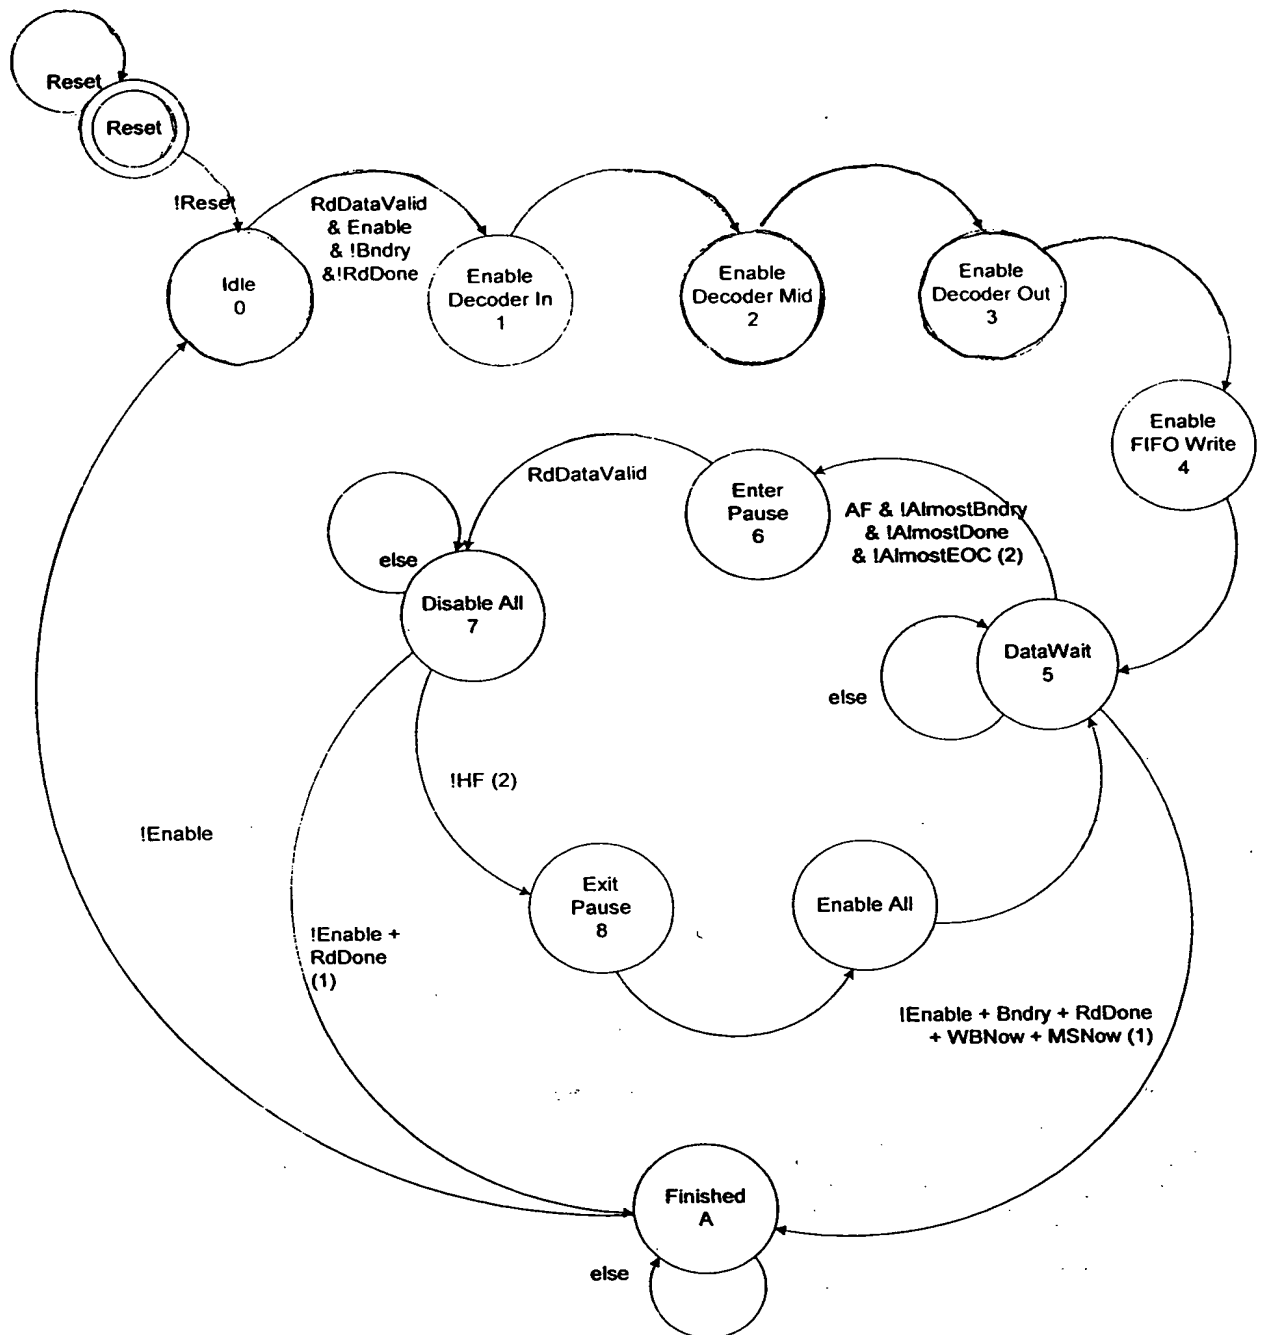 Reset
Reset
!Reset
RdDataValid
& Enable
& !Bndry
&!RdDone
Idle
0
Enable
Decoder In
1
Enable
Decoder Mid
2
Enable
Decoder Out
3
Enable
FIFO Write
4
RdDataValid
Enter
Pause
6
AF & !AlmostBndry
& !AlmostDone
& !AlmostEOC (2)
else
Disable All
7
DataWait
5
else
!HF (2)
!Enable
Exit
Pause
8
Enable All
!Enable +
RdDone
(1)
!Enable + Bndry + RdDone
+ WBNow + MSNow (1)
Finished
A
else